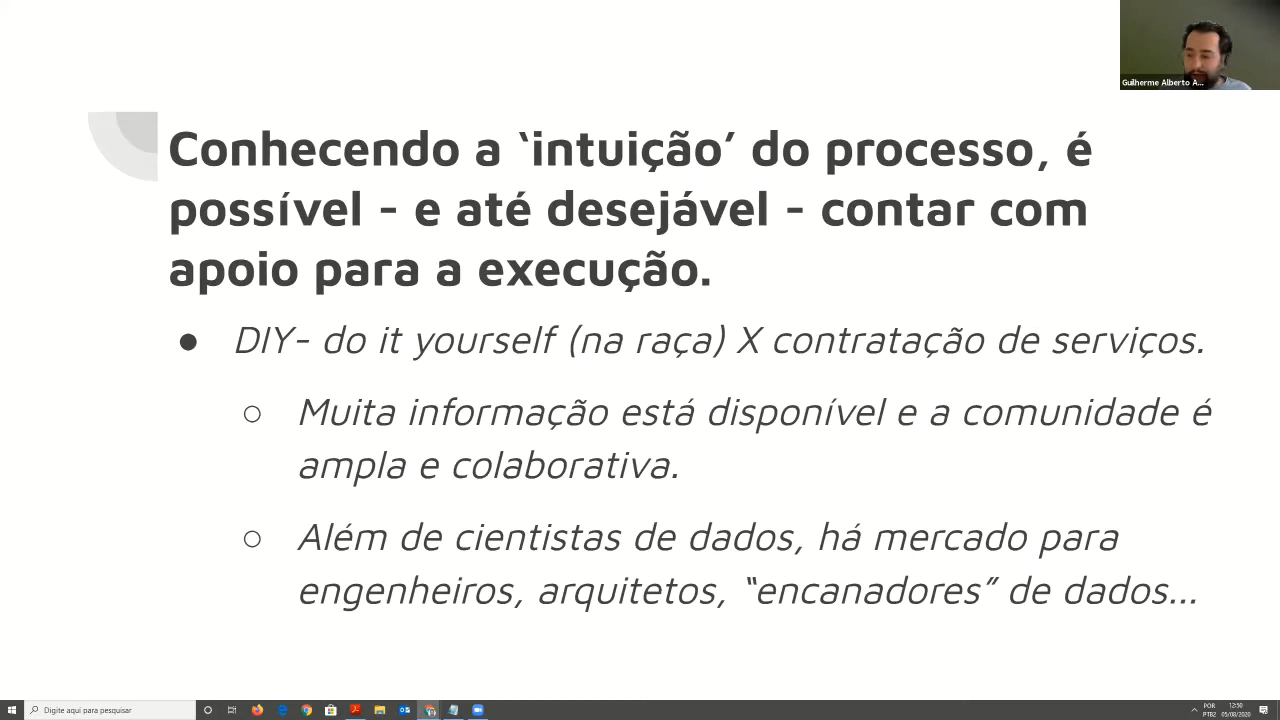 Guilherme Alberto A...
Conhecendo a ‘intuição’ do processo, é
possível - e até desejável - contar com
apoio para a execução.
● DIY- do it yourself (na raça) X contratação de serviços.
○ Muita informação está disponível e a comunidade é
ampla e colaborativa.
○ Além de cientistas de dados, há mercado para
engenheiros, arquitetos, “encanadores” de dados...
Digite aqui para pesquisar
POR
PTB2
12:50
05/08/2020